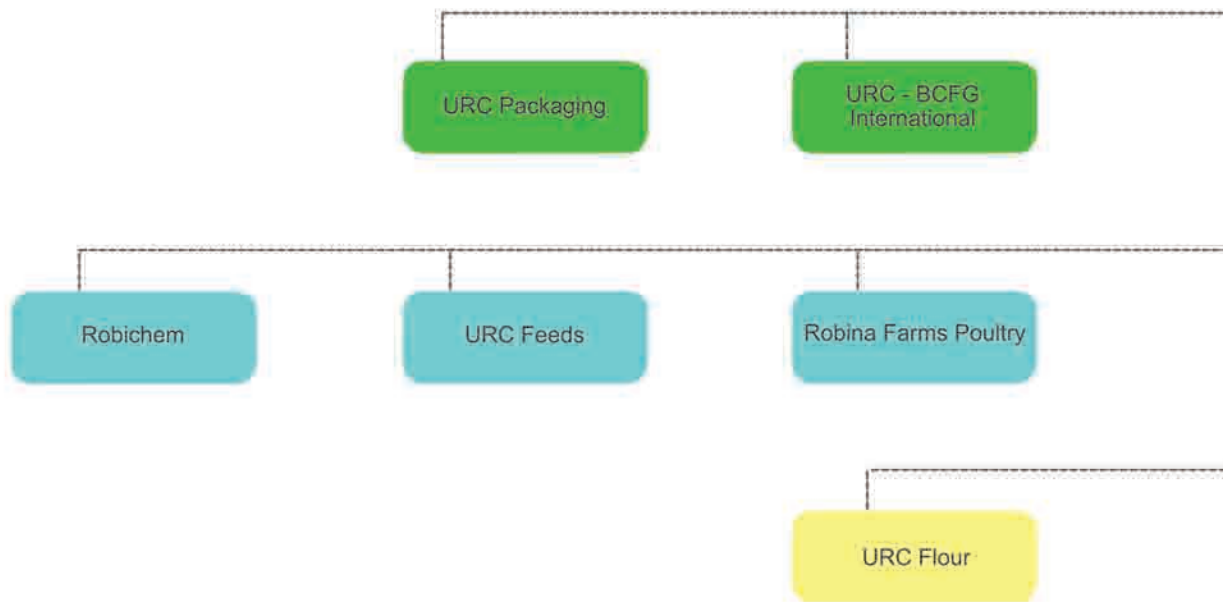 URC Packaging
URC - BCFG
International
Robichem
URC Feeds
Robina Farms Poultry
URC Flour